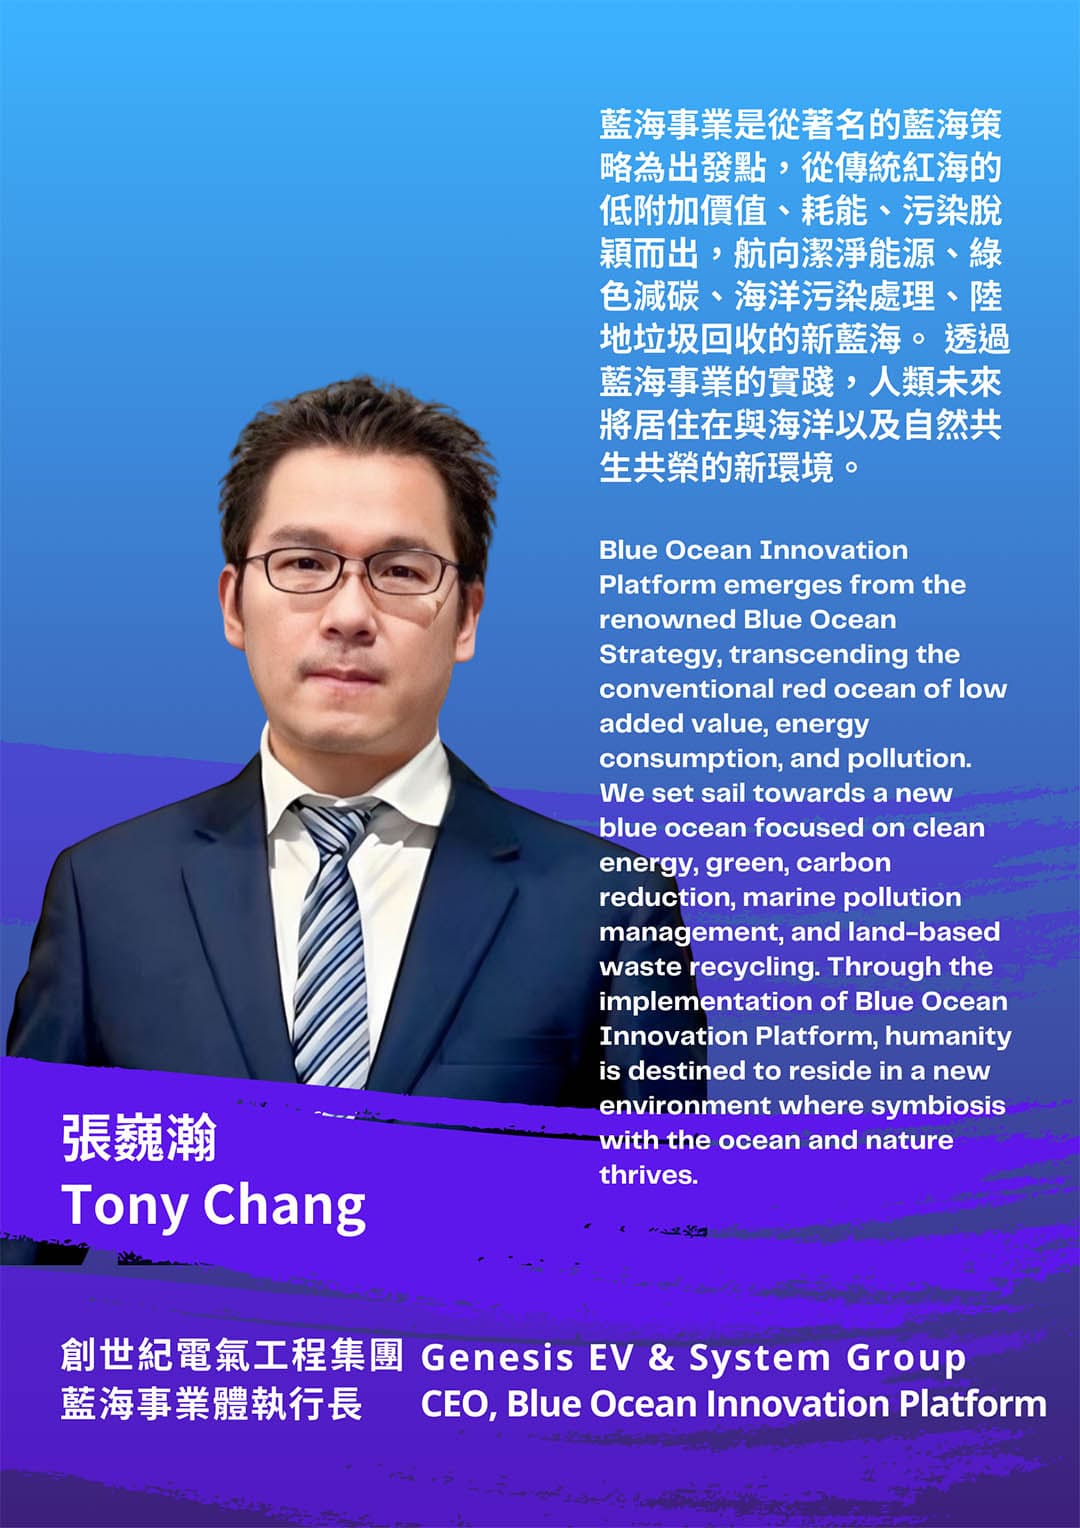 藍海事業是從著名的藍海策
略為出發點，從傳統紅海的
低附加價值、耗能、污染脫
穎而出，航向潔淨能源、綠
色減碳、海洋污染處理、陸
地垃圾回收的新藍海。 透過
藍海事業的實踐，人類未來
將居住在與海洋以及自然共
生共榮的新環境。
Blue Ocean Innovation
Platform emerges from the
renowned Blue Ocean
Strategy, transcending the
conventional red ocean of low
added value, energy
consumption, and pollution.
We set sail towards a new
blue ocean focused on clean
energy, green, carbon
reduction, marine pollution
management, and land-based
waste recycling. Through the
implementation of Blue Ocean
Innovation Platform, humanity
is destined to reside in a new
environment where symbiosis
with the ocean and nature
thrives.
張巍瀚
Tony Chang
創世紀電氣工程集團 Genesis EV & System Group
藍海事業體執行長 CEO, Blue Ocean Innovation Platform